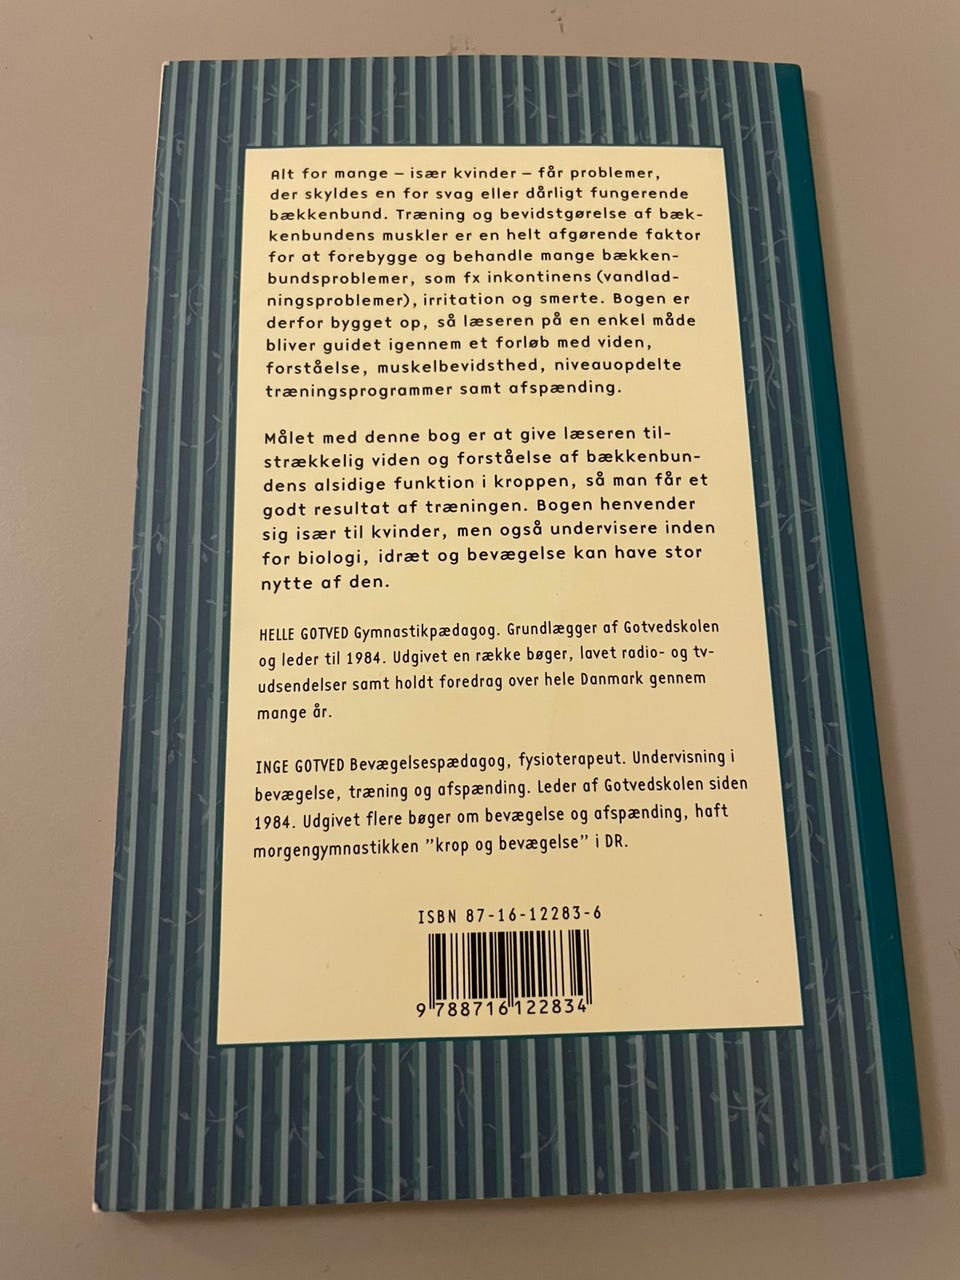 Alt for mange – især kvinder – får problemer,
der skyldes en for svag eller dårligt fungerende
bækkenbund. Træning og bevidstgørelse af bæk-
kenbundens muskler er en helt afgørende faktor
for at forebygge og behandle mange bækken-
bundsproblemer, som fx inkontinens (vandlad-
ningsproblemer), irritation og smerte. Bogen er
derfor bygget op, så læseren på en enkel måde
bliver guidet igennem et forløb med viden,
forståelse, muskelbevidsthed, niveauopdelte
træningsprogrammer samt afspænding.
Målet med denne bog er at give læseren til-
strækkelig viden og forståelse af bækkenbun-
dens alsidige funktion i kroppen, så man får et
godt resultat af træningen. Bogen henvender
sig især til kvinder, men også undervisere inden
for biologi, idræt og bevægelse kan have stor
nytte af den.
HELLE GOTVED Gymnastikpædagog. Grundlægger af Gotvedskolen
og leder til 1984. Udgivet en række bøger, lavet radio- og tv-
udsendelser samt holdt foredrag over hele Danmark gennem
mange år.
INGE GOTVED Bevægelsespædagog, fysioterapeut. Undervisning i
bevægelse, træning og afspænding. Leder af Gotvedskolen siden
1984. Udgivet flere bøger om bevægelse og afspænding, haft
morgengymnastikken ”krop og bevægelse” i DR.
ISBN 87-16-12283-6
9 788716 122834